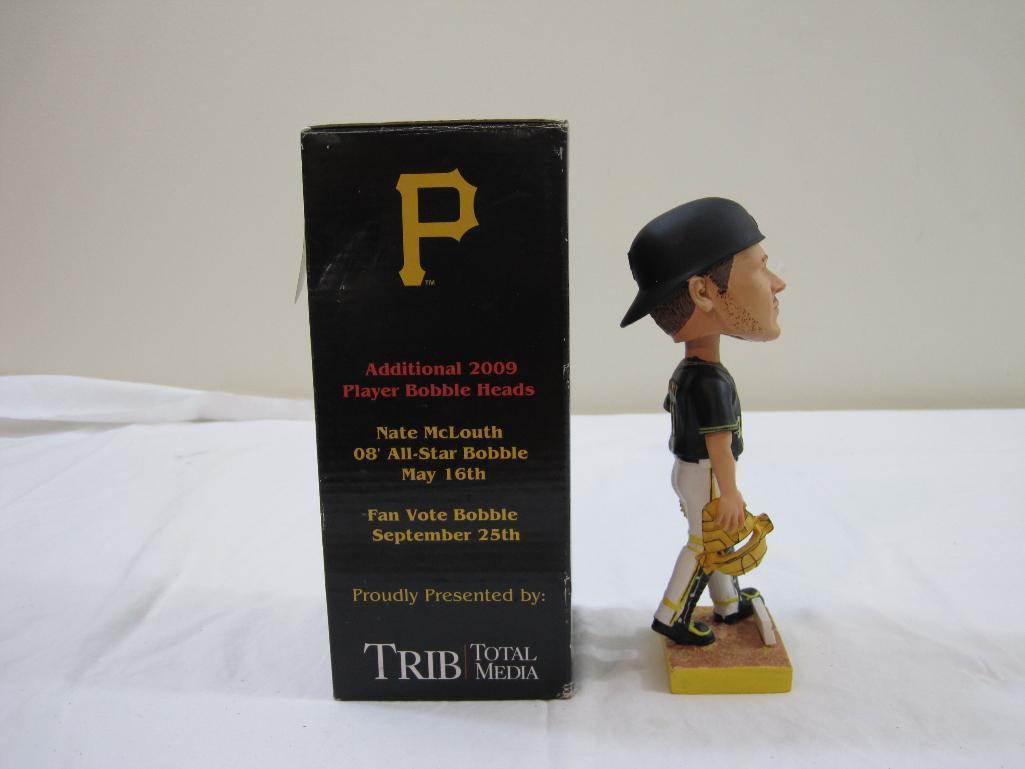 P
TM
Additional 2009
Player Bobble Heads
Nate McLouth
08' All-Star Bobble
May 16th
Fan Vote Bobble
September 25th
Proudly Presented by:
TRIB TOTAL
MEDIA